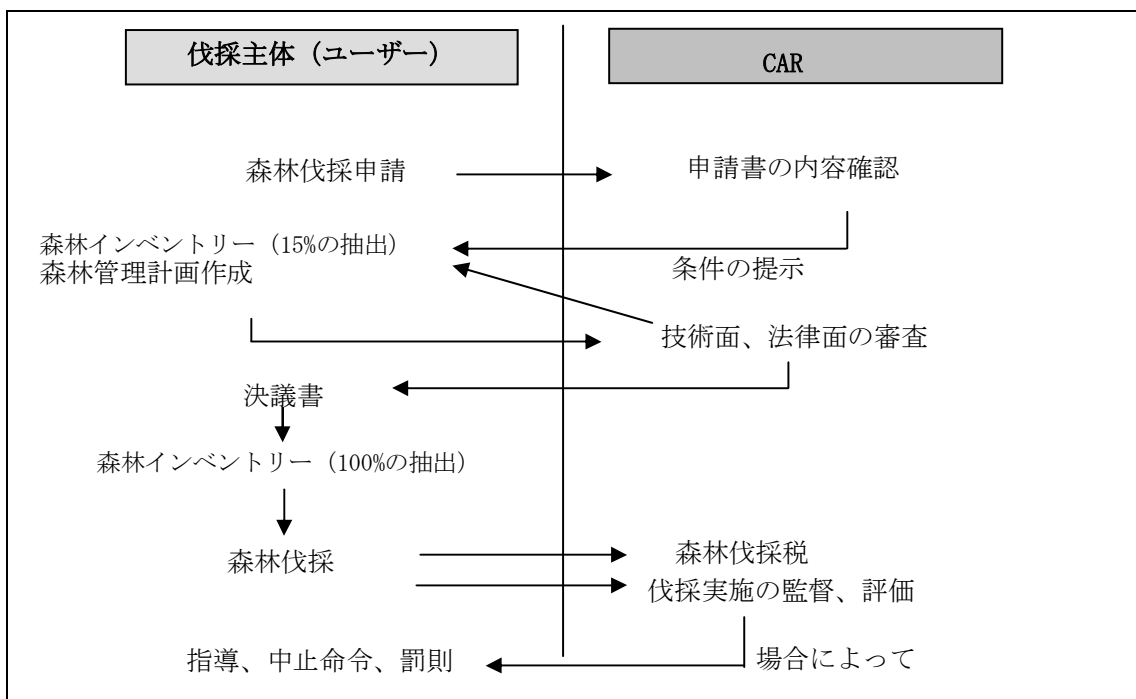 伐採主体（ユーザー）
CAR
森林伐採申請
申請書の内容確認
森林インベントリー（15%の抽出）
森林管理計画作成
条件の提示
技術面、法律面の審査
決議書
森林インベントリー（100%の抽出）
森林伐採
森林伐採税
伐採実施の監督、評価
指導、中止命令、罰則
場合によって